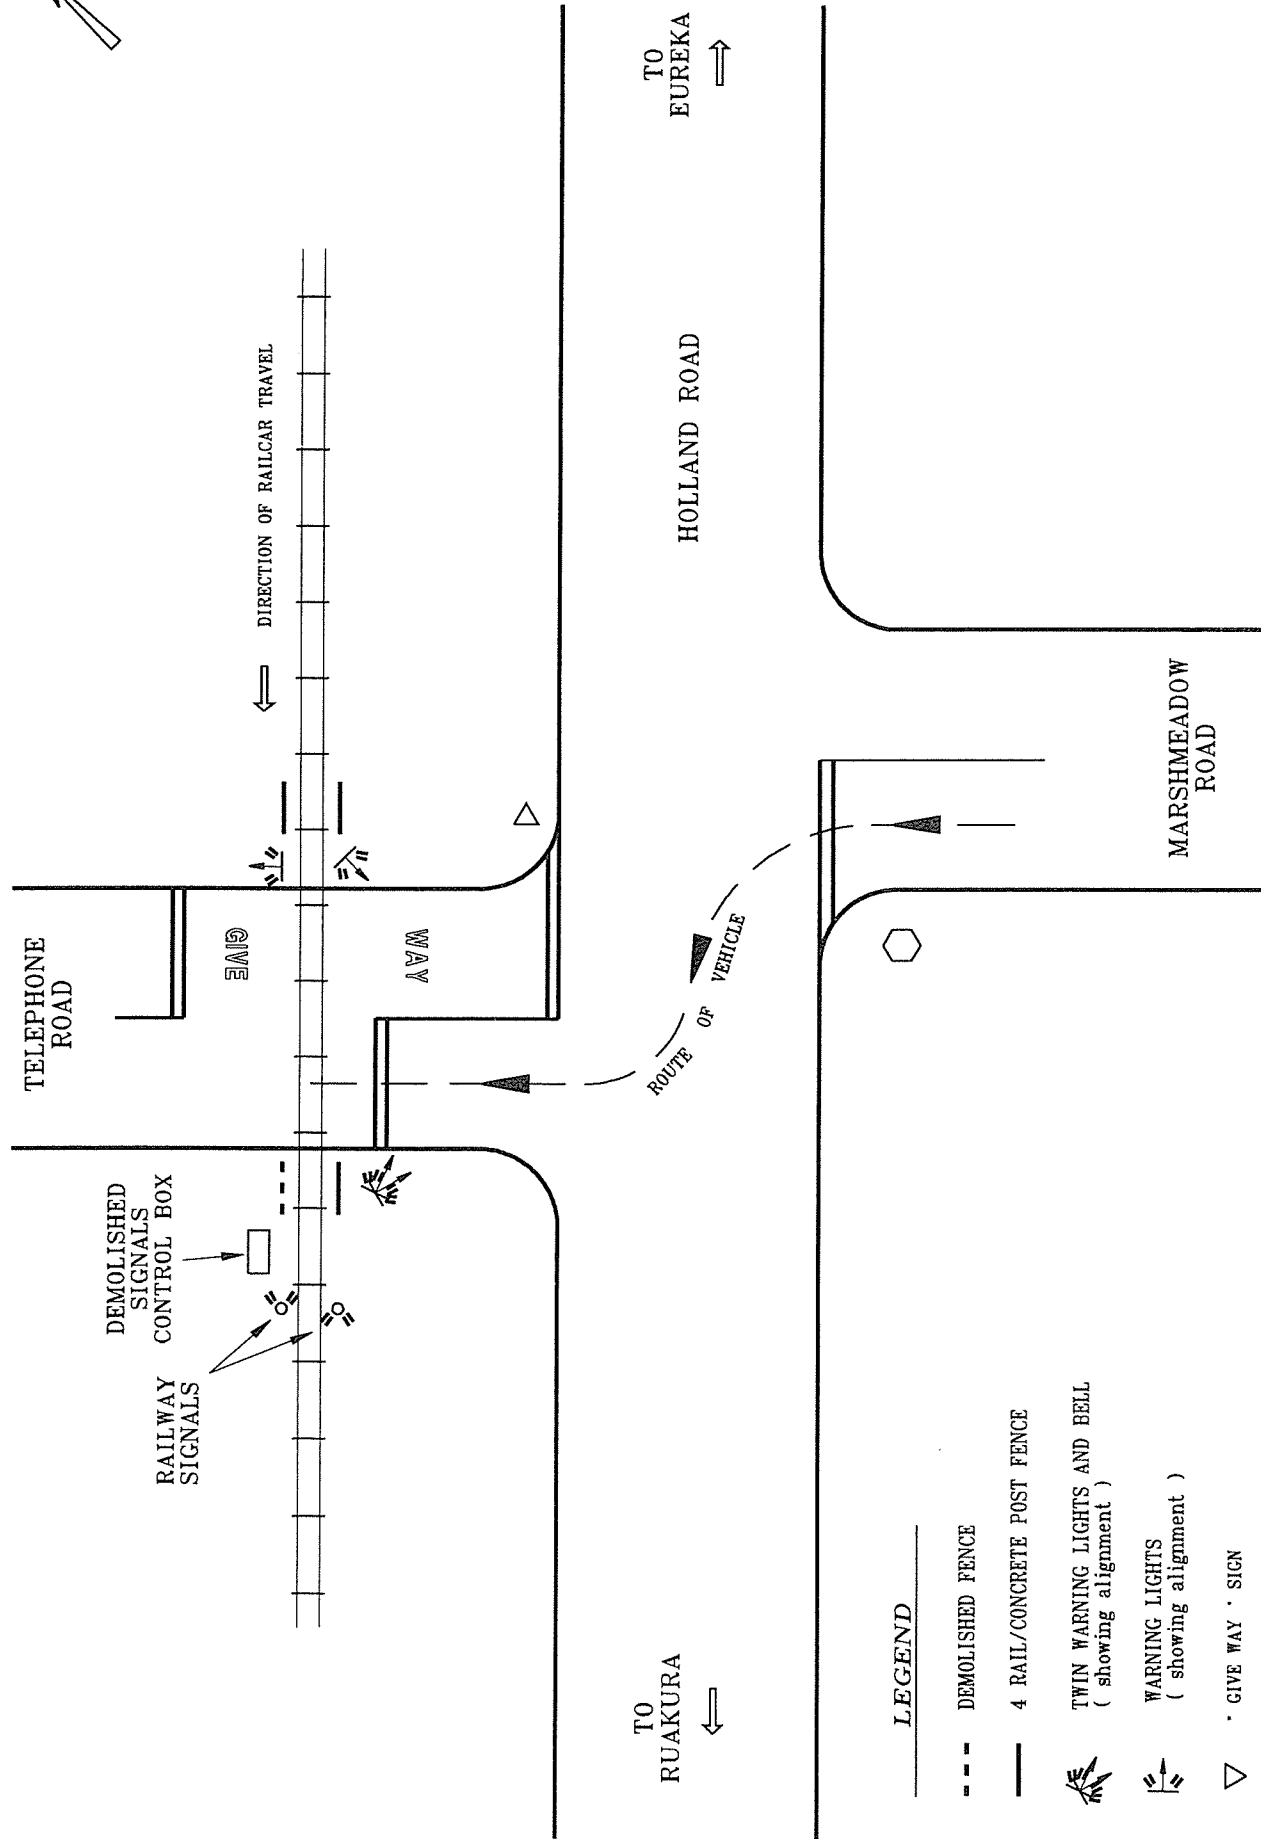 TELEPHONE
ROAD
GIVE
WAY
DEMOLISHED
SIGNALS
CONTROL BOX
RAILWAY
SIGNALS
DIRECTION OF RAILCAR TRAVEL
TO
RUAKURA
HOLLAND ROAD
TO
EUREKA
ROUTE OF VEHICLE
MARSHMEADOW
ROAD
LEGEND
DEMOLISHED FENCE
4 RAIL/CONCRETE POST FENCE
TWIN WARNING LIGHTS AND BELL
( showing alignment )
WARNING LIGHTS
( showing alignment )
' GIVE WAY ' SIGN